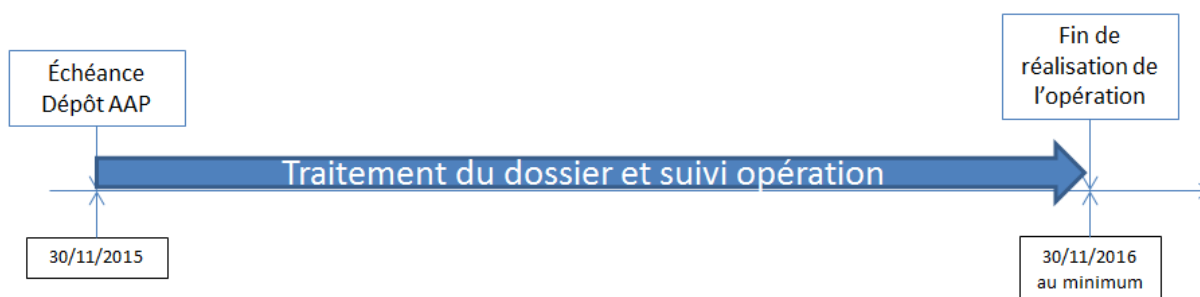 Échéance
Dépôt AAP
Fin de
réalisation de
l'opération
Traitement du dossier et suivi opération
30/11/2015
30/11/2016
au minimum